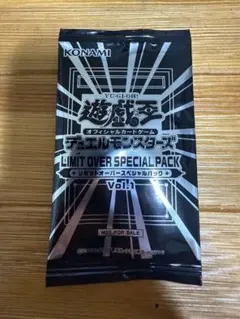 KONAMI
YU-GI-OH!
遊戯王
オフィシャルカードゲーム
デュエルモンスターズ
LIMIT OVER SPECIAL PACK
リミットオーバースペシャルパック
Vol.1
NOT FOR SALE